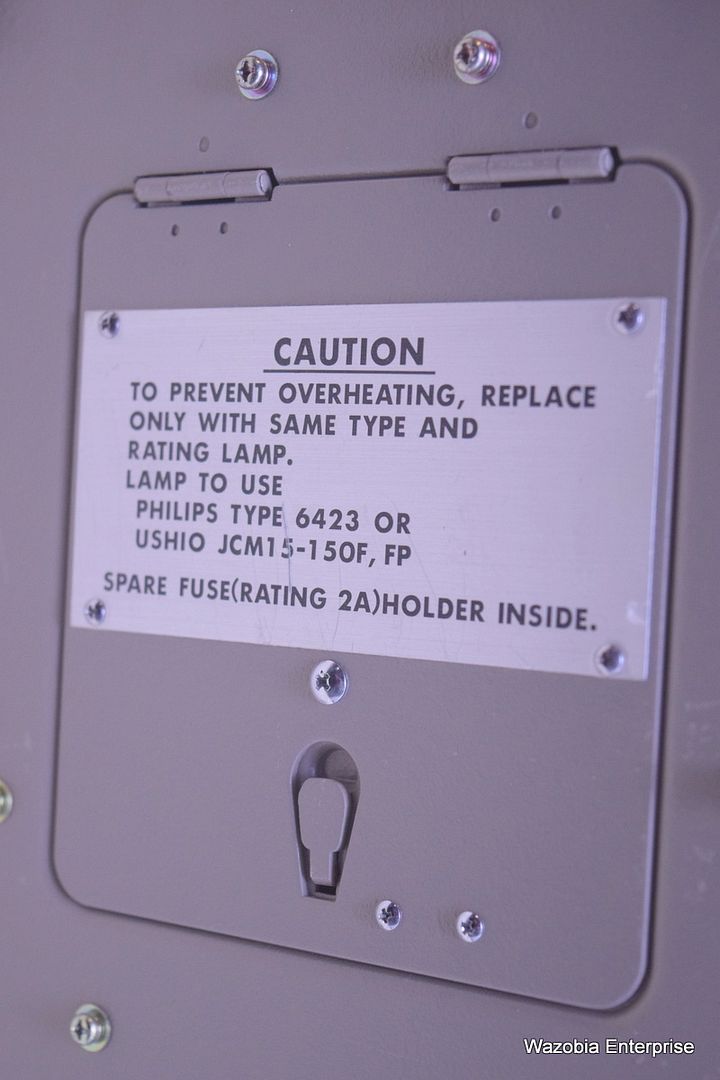 CAUTION
TO PREVENT OVERHEATING, REPLACE
ONLY WITH SAME TYPE AND
RATING LAMP.
LAMP TO USE
PHILIPS TYPE 6423 OR
USHIO JCM15-150F, FP
SPARE FUSE(RATING 2A)HOLDER INSIDE.
Wazobia Enterprise